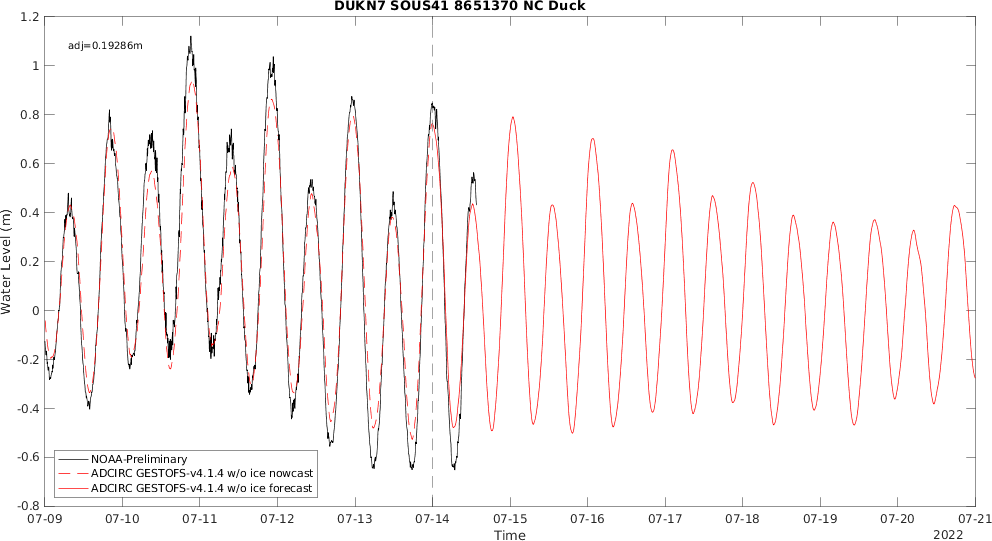 DUKN7 SOUS41 8651370 NC Duck
adj=0.19286m
Water Level (m)
1.2
1
0.8
0.6
0.4
0.2
0
-0.2
-0.4
-0.6
-0.8
NOAA-Preliminary
ADCIRC GESTOFS-v4.1.4 w/o ice nowcast
ADCIRC GESTOFS-v4.1.4 w/o ice forecast
07-09 07-10 07-11 07-12 07-13 07-14 07-15 07-16 07-17 07-18 07-19 07-20 07-21
Time
2022